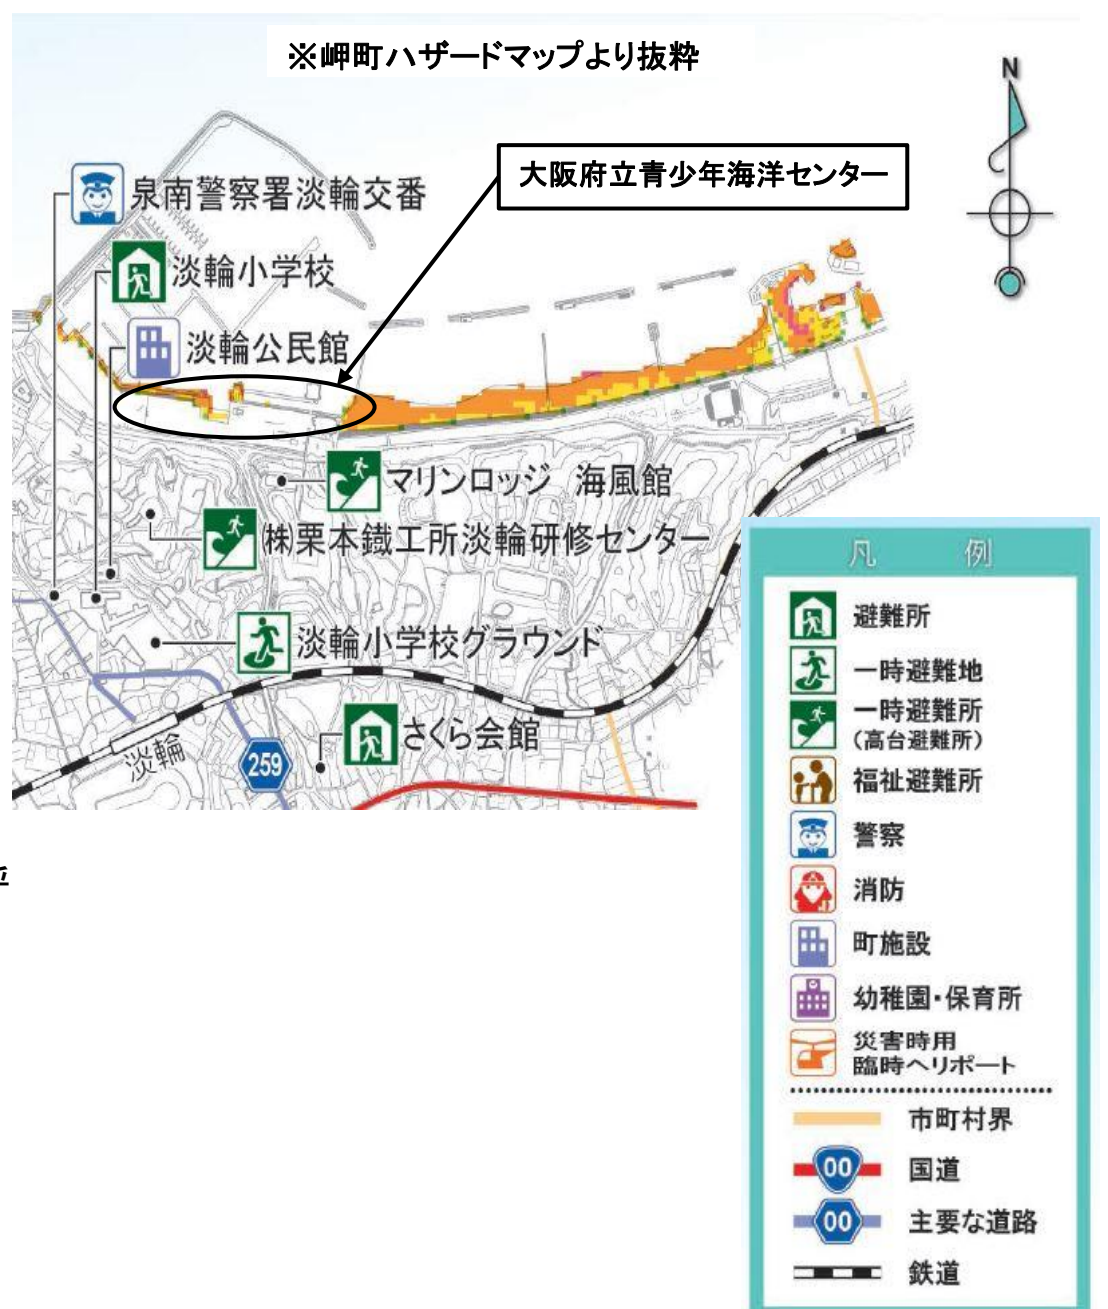 ※岬町ハザードマップより抜粋
N
大阪府立青少年海洋センター
泉南警察署淡輪交番
淡輪小学校
淡輪公民館
マリンロッジ 海風館
㈱栗本鐵工所淡輪研修センター
淡輪小学校グラウンド
さくら会館
淡輪
259
凡 例
避難所
一時避難地
一時避難所
(高台避難所)
福祉避難所
警察
消防
町施設
幼稚園・保育所
災害時用
臨時ヘリポート
市町村界
00 国道
00 主要な道路
鉄道